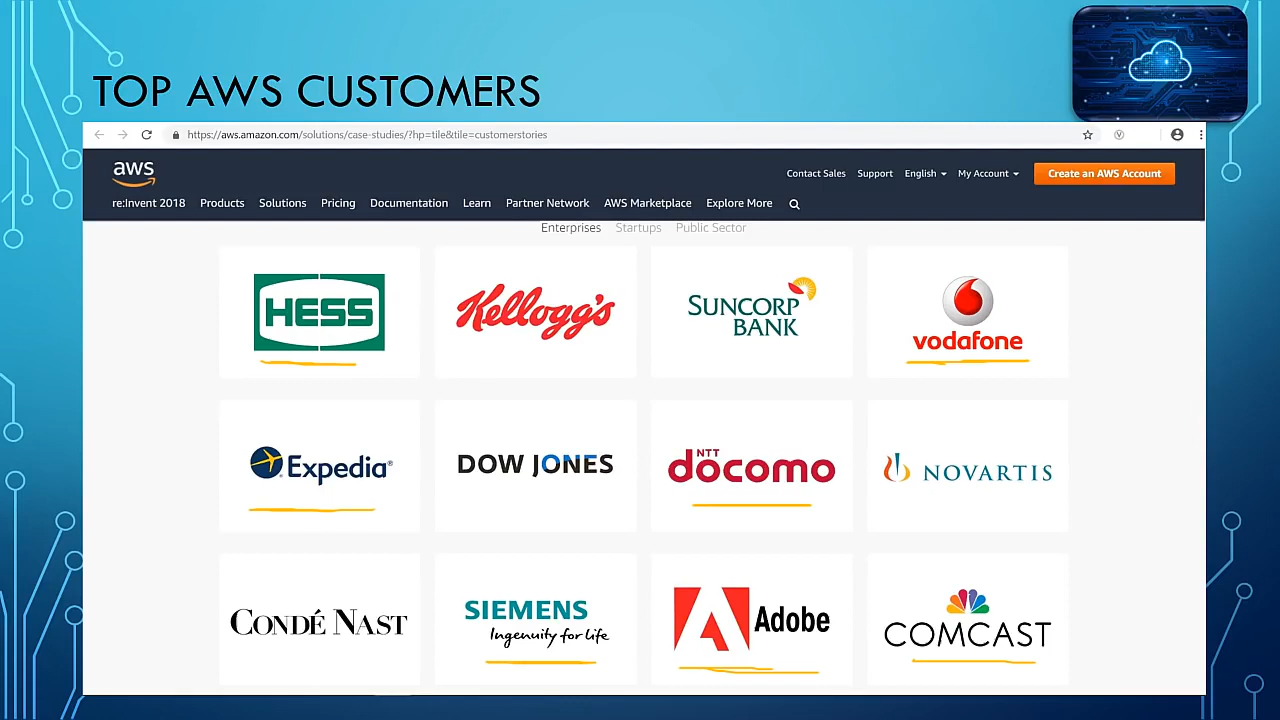 TOP AWS CUSTOMERS
https://aws.amazon.com/solutions/case-studies/?hp=tile&tile=customerstories
aws
Contact Sales Support English My Account Create an AWS Account
re:Invent 2018 Products Solutions Pricing Documentation Learn Partner Network AWS Marketplace Explore More
Enterprises Startups Public Sector
HESS
Kellogg's
SUNCORP
BANK
vodafone
Expedia®
DOW JONES
NTT
docomo
NOVARTIS
CONDÉ NAST
SIEMENS
Ingenuity for life
Adobe
COMCAST